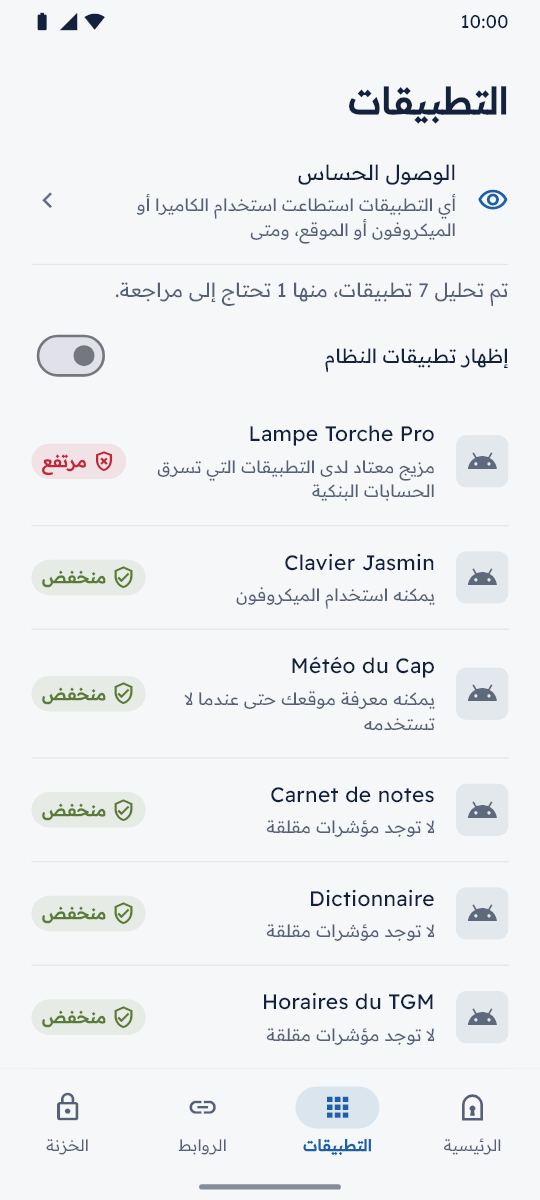 10:00
التطبيقات
الوصول الحساس
أي التطبيقات استطاعت استخدام الكاميرا أو
الميكروفون أو الموقع، ومتى
تم تحليل 7 تطبيقات، منها 1 تحتاج إلى مراجعة.
إظهار تطبيقات النظام
Lampe Torche Pro
مزيج معتاد لدى التطبيقات التي تسرق
الحسابات البنكية
مرتفع
Clavier Jasmin
يمكنه استخدام الميكروفون
منخفض
Météo du Cap
يمكنه معرفة موقعك حتى عندما لا
تستخدمه
منخفض
Carnet de notes
لا توجد مؤشرات مقلقة
منخفض
Dictionnaire
لا توجد مؤشرات مقلقة
منخفض
Horaires du TGM
لا توجد مؤشرات مقلقة
منخفض
الرئيسية
التطبيقات
الروابط
الخزنة